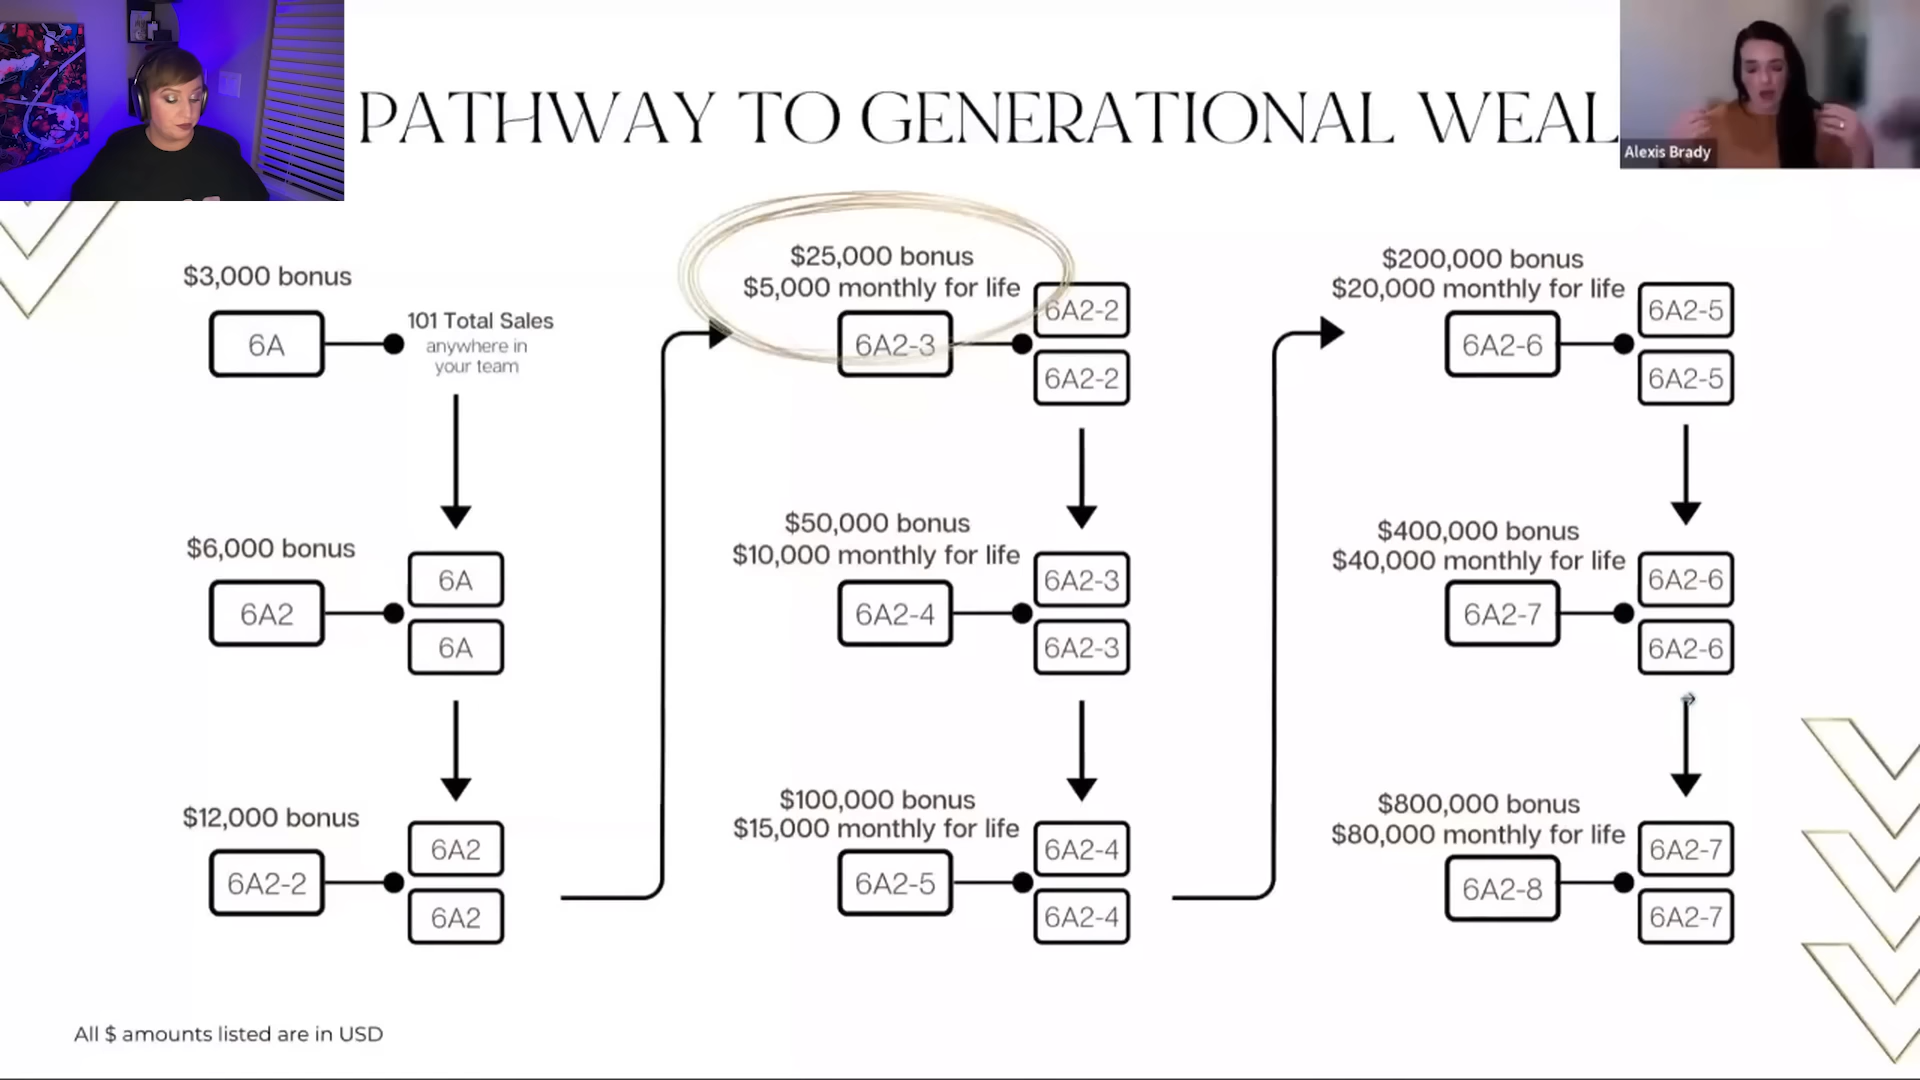 PATHWAY TO GENERATIONAL WEAL
Alexis Brady
$3,000 bonus
6A
101 Total Sales
anywhere in
your team
$6,000 bonus
6A2
6A
6A
$12,000 bonus
6A2-2
6A2
6A2
$25,000 bonus
$5,000 monthly for life
6A2-3
6A2-2
6A2-2
$50,000 bonus
$10,000 monthly for life
6A2-4
6A2-3
6A2-3
$100,000 bonus
$15,000 monthly for life
6A2-5
6A2-4
6A2-4
$200,000 bonus
$20,000 monthly for life
6A2-6
6A2-5
6A2-5
$400,000 bonus
$40,000 monthly for life
6A2-7
6A2-6
6A2-6
$800,000 bonus
$80,000 monthly for life
6A2-8
6A2-7
6A2-7
All $ amounts listed are in USD